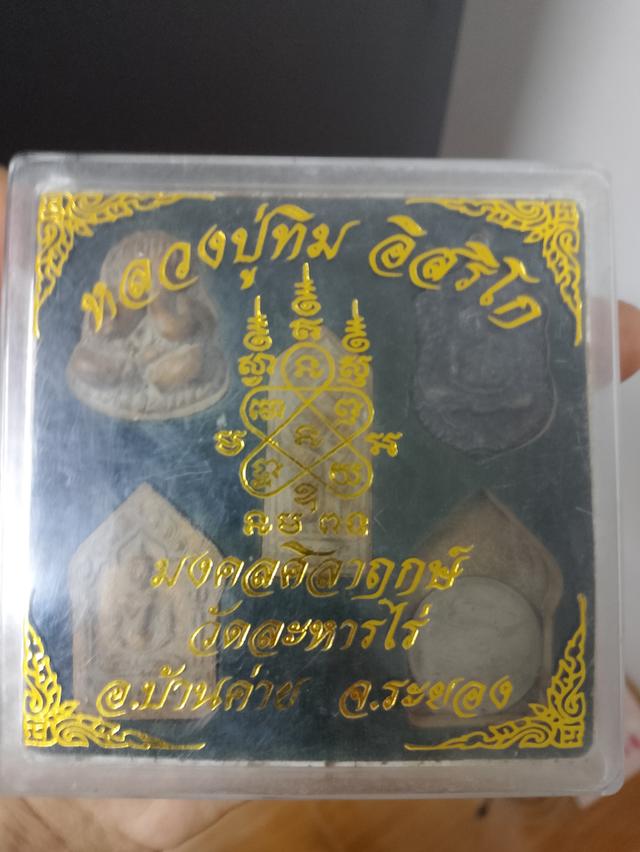 หลวงปู่ทิม อิสริโก
มงคลศิลาฤกษ์
วัดละหารไร่
อ.บ้านค่าย จ.ระยอง